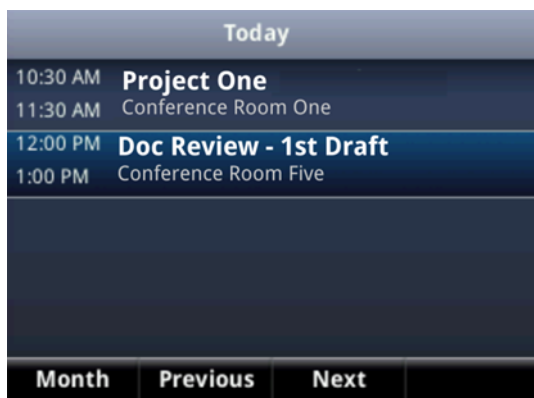 Today
10:30 AM Project One
11:30 AM Conference Room One
12:00 PM Doc Review - 1st Draft
1:00 PM Conference Room Five
Month Previous Next